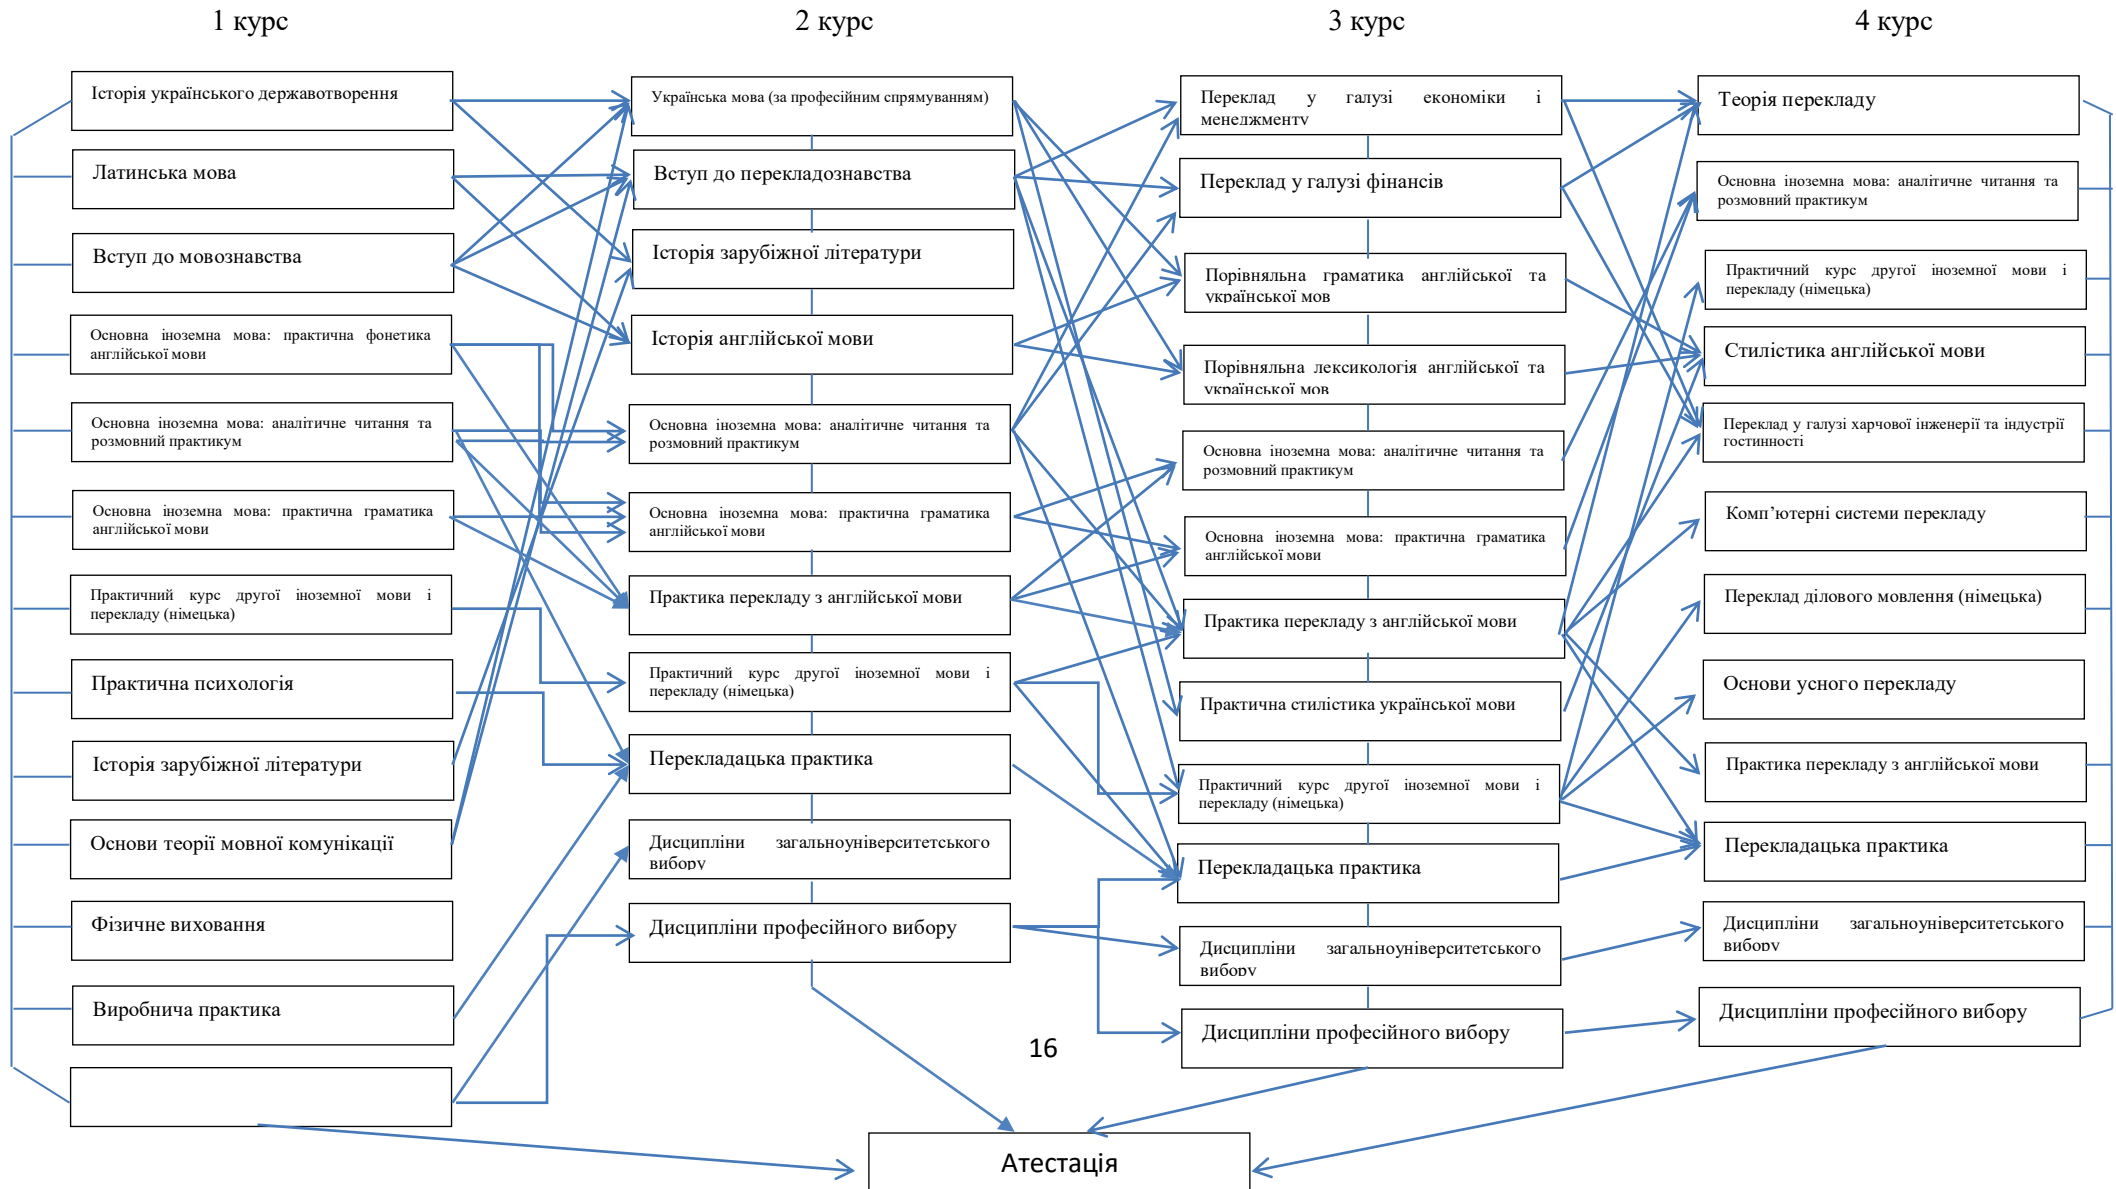 1 курс
2 курс
3 курс
4 курс
Історія українського державотворення
Латинська мова
Вступ до мовознавства
Основна іноземна мова: практична фонетика
англійської мови
Основна іноземна мова: аналітичне читання та
розмовний практикум
Основна іноземна мова: практична граматика
англійської мови
Практичний курс другої іноземної мови і
перекладу (німецька)
Практична психологія
Історія зарубіжної літератури
Основи теорії мовної комунікації
Фізичне виховання
Виробнича практика
Українська мова (за професійним спрямуванням)
Вступ до перекладознавства
Історія зарубіжної літератури
Історія англійської мови
Основна іноземна мова: аналітичне читання та
розмовний практикум
Основна іноземна мова: практична граматика
англійської мови
Практика перекладу з англійської мови
Практичний курс другої іноземної мови і
перекладу (німецька)
Перекладацька практика
Дисципліни загальноуніверситетського
вибору
Дисципліни професійного вибору
Переклад у галузі економіки і
менеджменту
Переклад у галузі фінансів
Порівняльна граматика англійської та
української мов
Порівняльна лексикологія англійської та
української мов
Основна іноземна мова: аналітичне читання та
розмовний практикум
Основна іноземна мова: практична граматика
англійської мови
Практика перекладу з англійської мови
Практична стилістика української мови
Практичний курс другої іноземної мови і
перекладу (німецька)
Перекладацька практика
Дисципліни загальноуніверситетського
вибору
Дисципліни професійного вибору
Теорія перекладу
Основна іноземна мова: аналітичне читання та
розмовний практикум
Практичний курс другої іноземної мови і
перекладу (німецька)
Стилістика англійської мови
Переклад у галузі харчової інженерії та індустрії
гостинності
Комп’ютерні системи перекладу
Переклад ділового мовлення (німецька)
Основи усного перекладу
Практика перекладу з англійської мови
Перекладацька практика
Дисципліни загальноуніверситетського
вибору
Дисципліни професійного вибору
16
Атестація